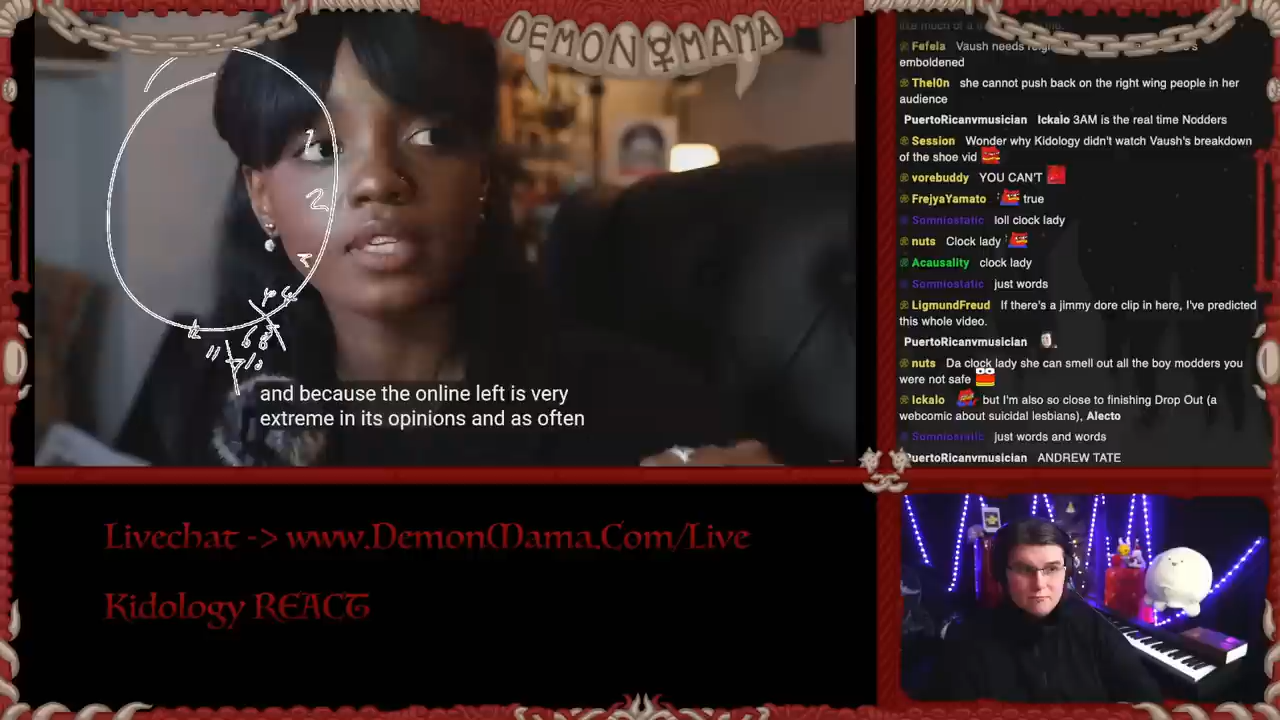 DEMON MAMA
Fefela Vaush needs
emboldened
Thel0n she cannot push back on the right wing people in her
audience
PuertoRicanvmusician Ickalo 3AM is the real time Nodders
Session Wonder why Kidology didn't watch Vaush's breakdown
of the shoe vid
vorebuddy YOU CAN'T
FrejyaYamato true
Somniostatic loll clock lady
nuts Clock lady
Acausality clock lady
Somniostatic just words
LigmundFreud If there's a jimmy dore clip in here, I've predicted
this whole video.
PuertoRicanvmusician
nuts Da clock lady she can smell out all the boy modders you
were not safe
Ickalo but I'm also so close to finishing Drop Out (a
webcomic about suicidal lesbians), Alecto
Somniostatic just words and words
PuertoRicanvmusician ANDREW TATE
1
2
11
and because the online left is very
extreme in its opinions and as often
Livechat -> www.DemonMama.Com/Live
Kidology REACT